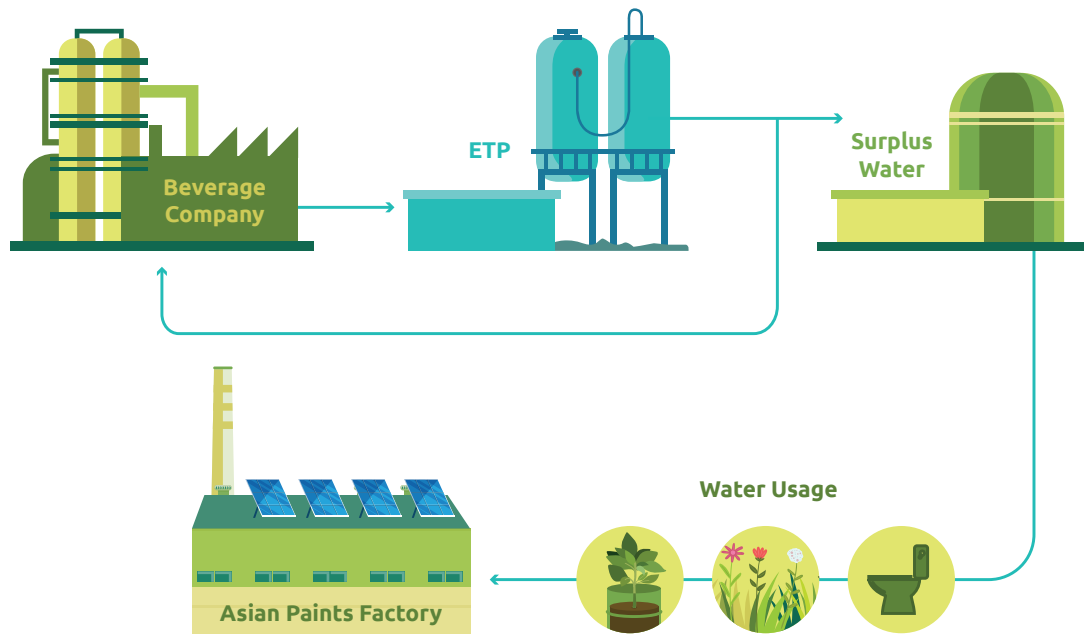 Beverage
Company
ETP
Surplus
Water
Water Usage
Asian Paints Factory